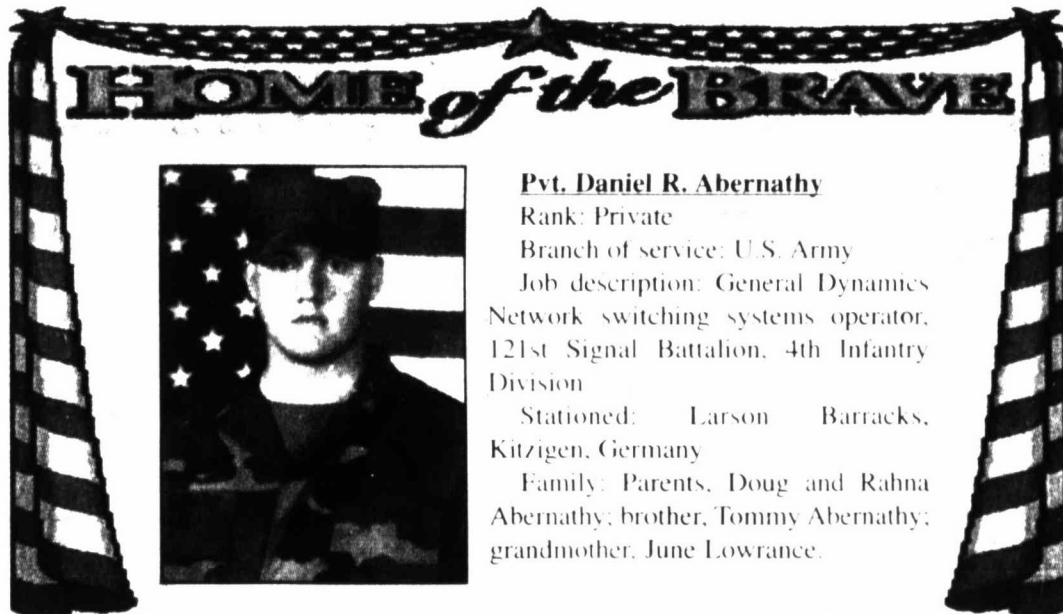 HOME of the BRAVE
Pvt. Daniel R. Abernathy
Rank: Private
Branch of service: U.S. Army
Job description: General Dynamics
Network switching systems operator,
121st Signal Battalion, 4th Infantry
Division
Stationed: Larson Barracks,
Kitzigen, Germany
Family: Parents, Doug and Rahna
Abernathy; brother, Tommy Abernathy;
grandmother, June Lowrance.